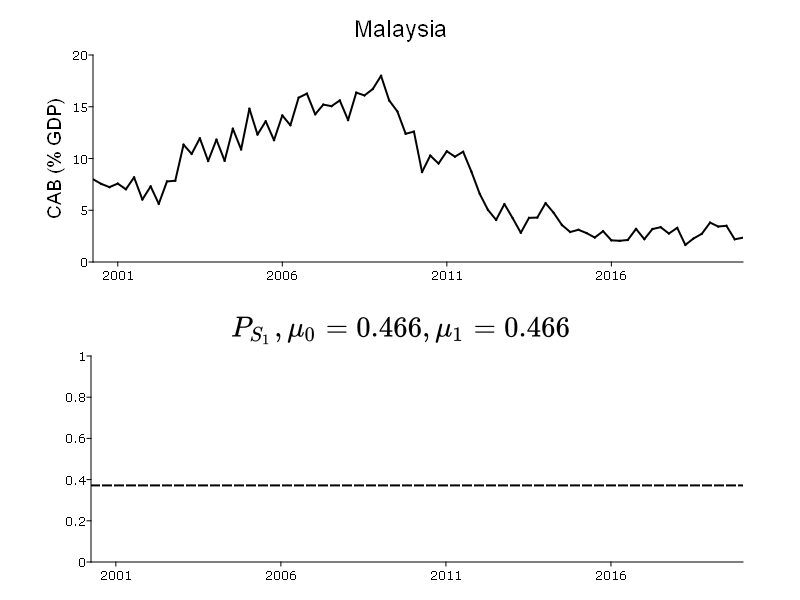 Malaysia
CAB (% GDP)
20
15
10
5
0
2001 2006 2011 2016
P_{S_1}, μ_0 = 0.466, μ_1 = 0.466
1
0.8
0.6
0.4
0.2
0
2001 2006 2011 2016